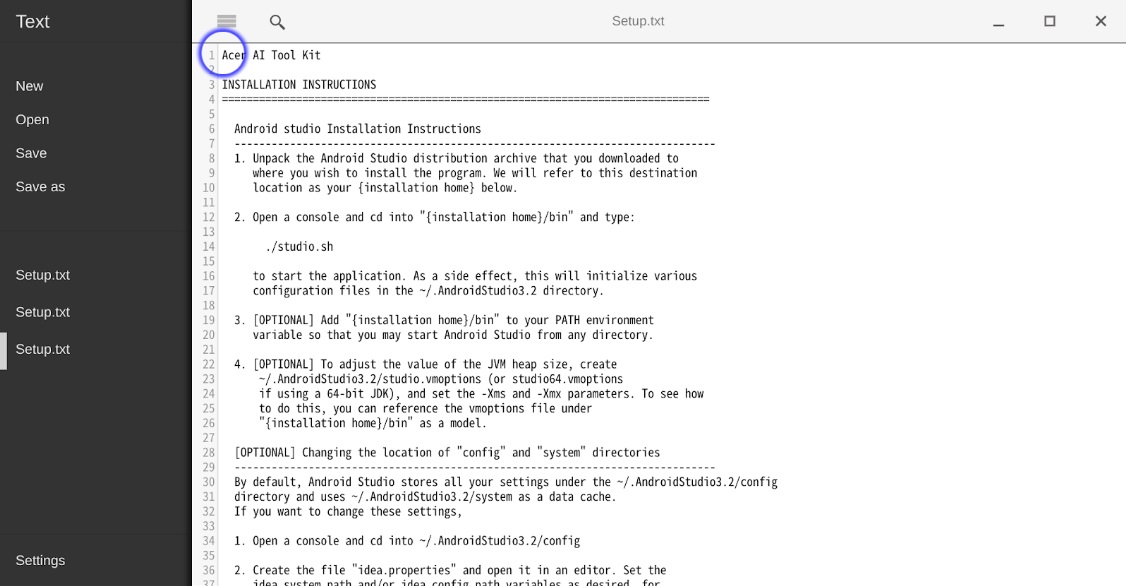 Text
New
Open
Save
Save as
Setup.txt
Setup.txt
Setup.txt
Settings
Setup.txt
1 Acer AI Tool Kit
2
3 INSTALLATION INSTRUCTIONS
4 ===============================================================================
5
6 Android studio Installation Instructions
7 ------------------------------------------------------------------------------
8 1. Unpack the Android Studio distribution archive that you downloaded to
9 where you wish to install the program. We will refer to this destination
10 location as your {installation home} below.
11
12 2. Open a console and cd into "{installation home}/bin" and type:
13
14 ./studio.sh
15
16 to start the application. As a side effect, this will initialize various
17 configuration files in the ~/.AndroidStudio3.2 directory.
18
19 3. [OPTIONAL] Add "{installation home}/bin" to your PATH environment
20 variable so that you may start Android Studio from any directory.
21
22 4. [OPTIONAL] To adjust the value of the JVM heap size, create
23 ~/.AndroidStudio3.2/studio.vmoptions (or studio64.vmoptions
24 if using a 64-bit JDK), and set the -Xms and -Xmx parameters. To see how
25 to do this, you can reference the vmoptions file under
26 "{installation home}/bin" as a model.
27
28 [OPTIONAL] Changing the location of "config" and "system" directories
29 ------------------------------------------------------------------------------
30 By default, Android Studio stores all your settings under the ~/.AndroidStudio3.2/config
31 directory and uses ~/.AndroidStudio3.2/system as a data cache.
32 If you want to change these settings,
33
34 1. Open a console and cd into ~/.AndroidStudio3.2/config
35
36 2. Create the file "idea.properties" and open it in an editor. Set the
37 idea.system.path and/or idea.config.path variables as desired, for